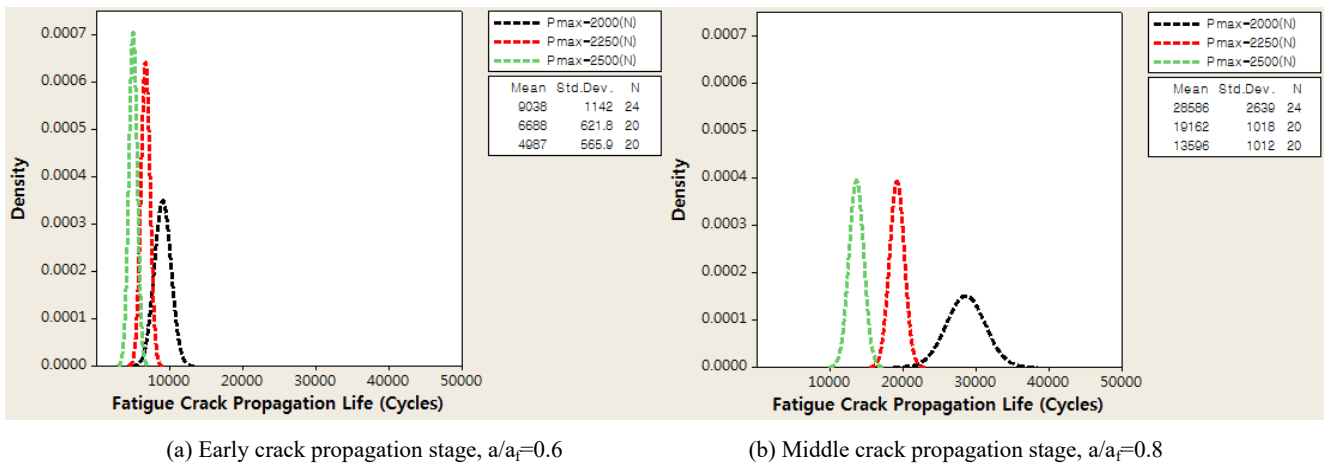 0.0007
0.0006
0.0005
0.0004
0.0003
0.0002
0.0001
0.0000
Density
10000 20000 30000 40000 50000
Fatigue Crack Propagation Life (Cycles)
Pmax-2000(N)
Pmax-2250(N)
Pmax-2500(N)
Mean Std.Dev. N
9038 1142 24
6688 621.8 20
4987 565.9 20
(a) Early crack propagation stage, a/af=0.6
0.0007
0.0006
0.0005
0.0004
0.0003
0.0002
0.0001
0.0000
Density
10000 20000 30000 40000 50000
Fatigue Crack Propagation Life (Cycles)
Pmax-2000(N)
Pmax-2250(N)
Pmax-2500(N)
Mean Std.Dev. N
28586 2639 24
19162 1018 20
13596 1012 20
(b) Middle crack propagation stage, a/af=0.8